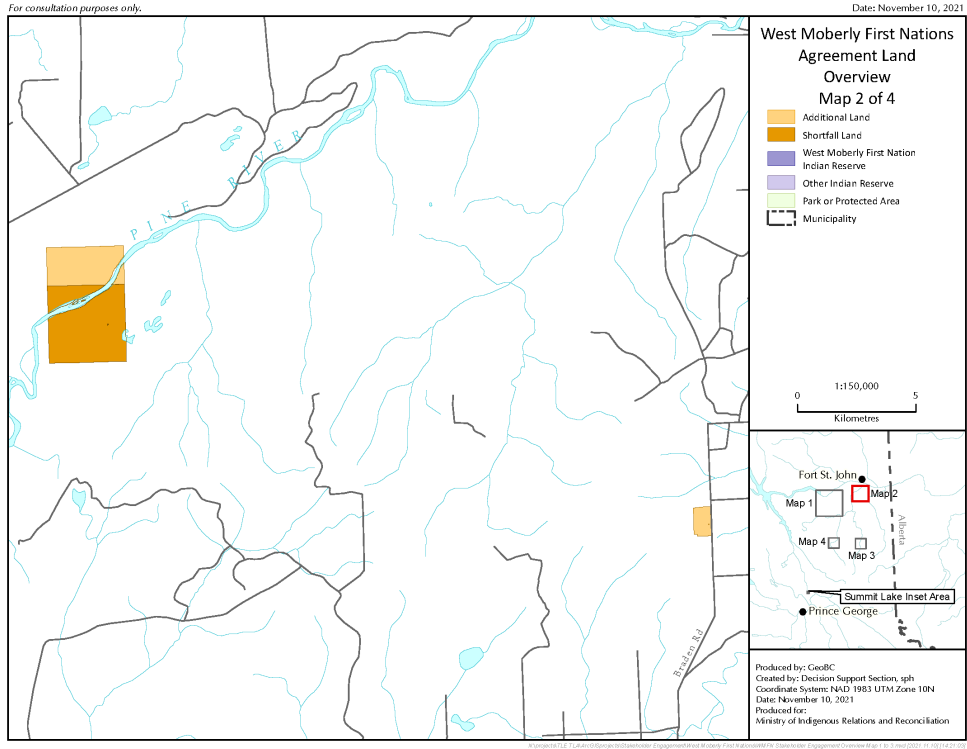 For consultation purposes only.
Date: November 10, 2021
West Moberly First Nations
Agreement Land
Overview
Map 2 of 4
Additional Land
Shortfall Land
West Moberly First Nation
Indian Reserve
Other Indian Reserve
Park or Protected Area
Municipality
PINE RIVER
Braden Rd
1:150,000
0 5
Kilometres
Fort St. John
Map 1
Map 2
Map 4
Map 3
Alberta
Summit Lake Inset Area
Prince George
Produced by: GeoBC
Created by: Decision Support Section, sph
Coordinate System: NAD 1983 UTM Zone 10N
Date: November 10, 2021
Produced for:
Ministry of Indigenous Relations and Reconciliation